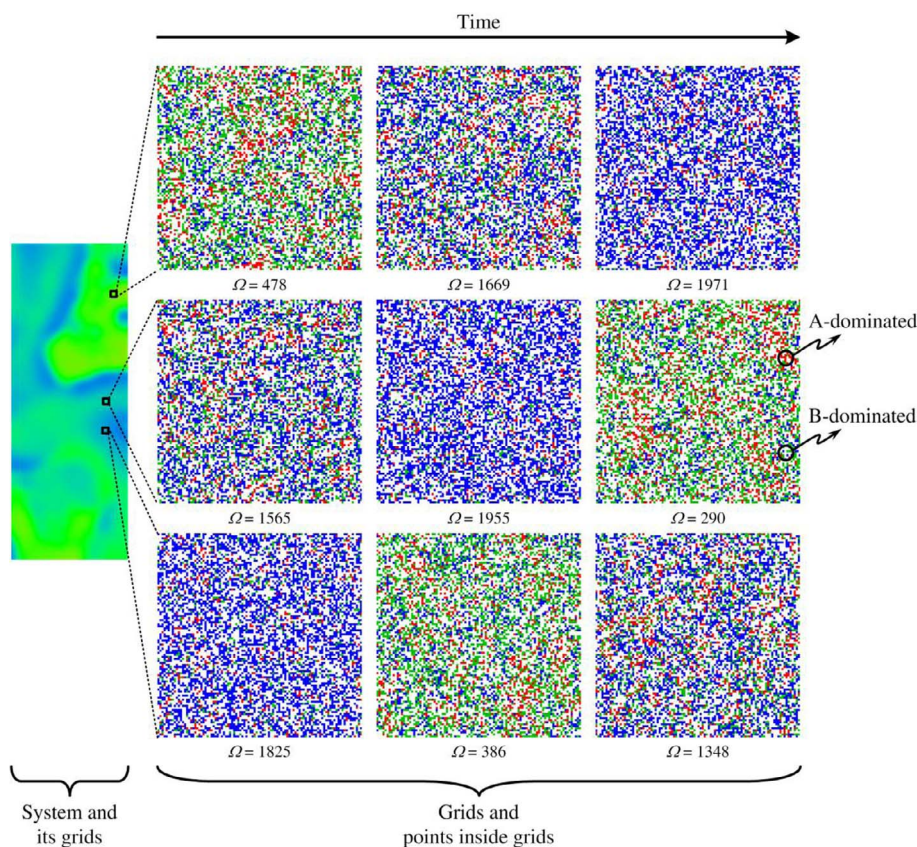 Time
Ω = 478
Ω = 1669
Ω = 1971
A-dominated
B-dominated
Ω = 1565
Ω = 1955
Ω = 290
Ω = 1825
Ω = 386
Ω = 1348
System and
its grids
Grids and
points inside grids